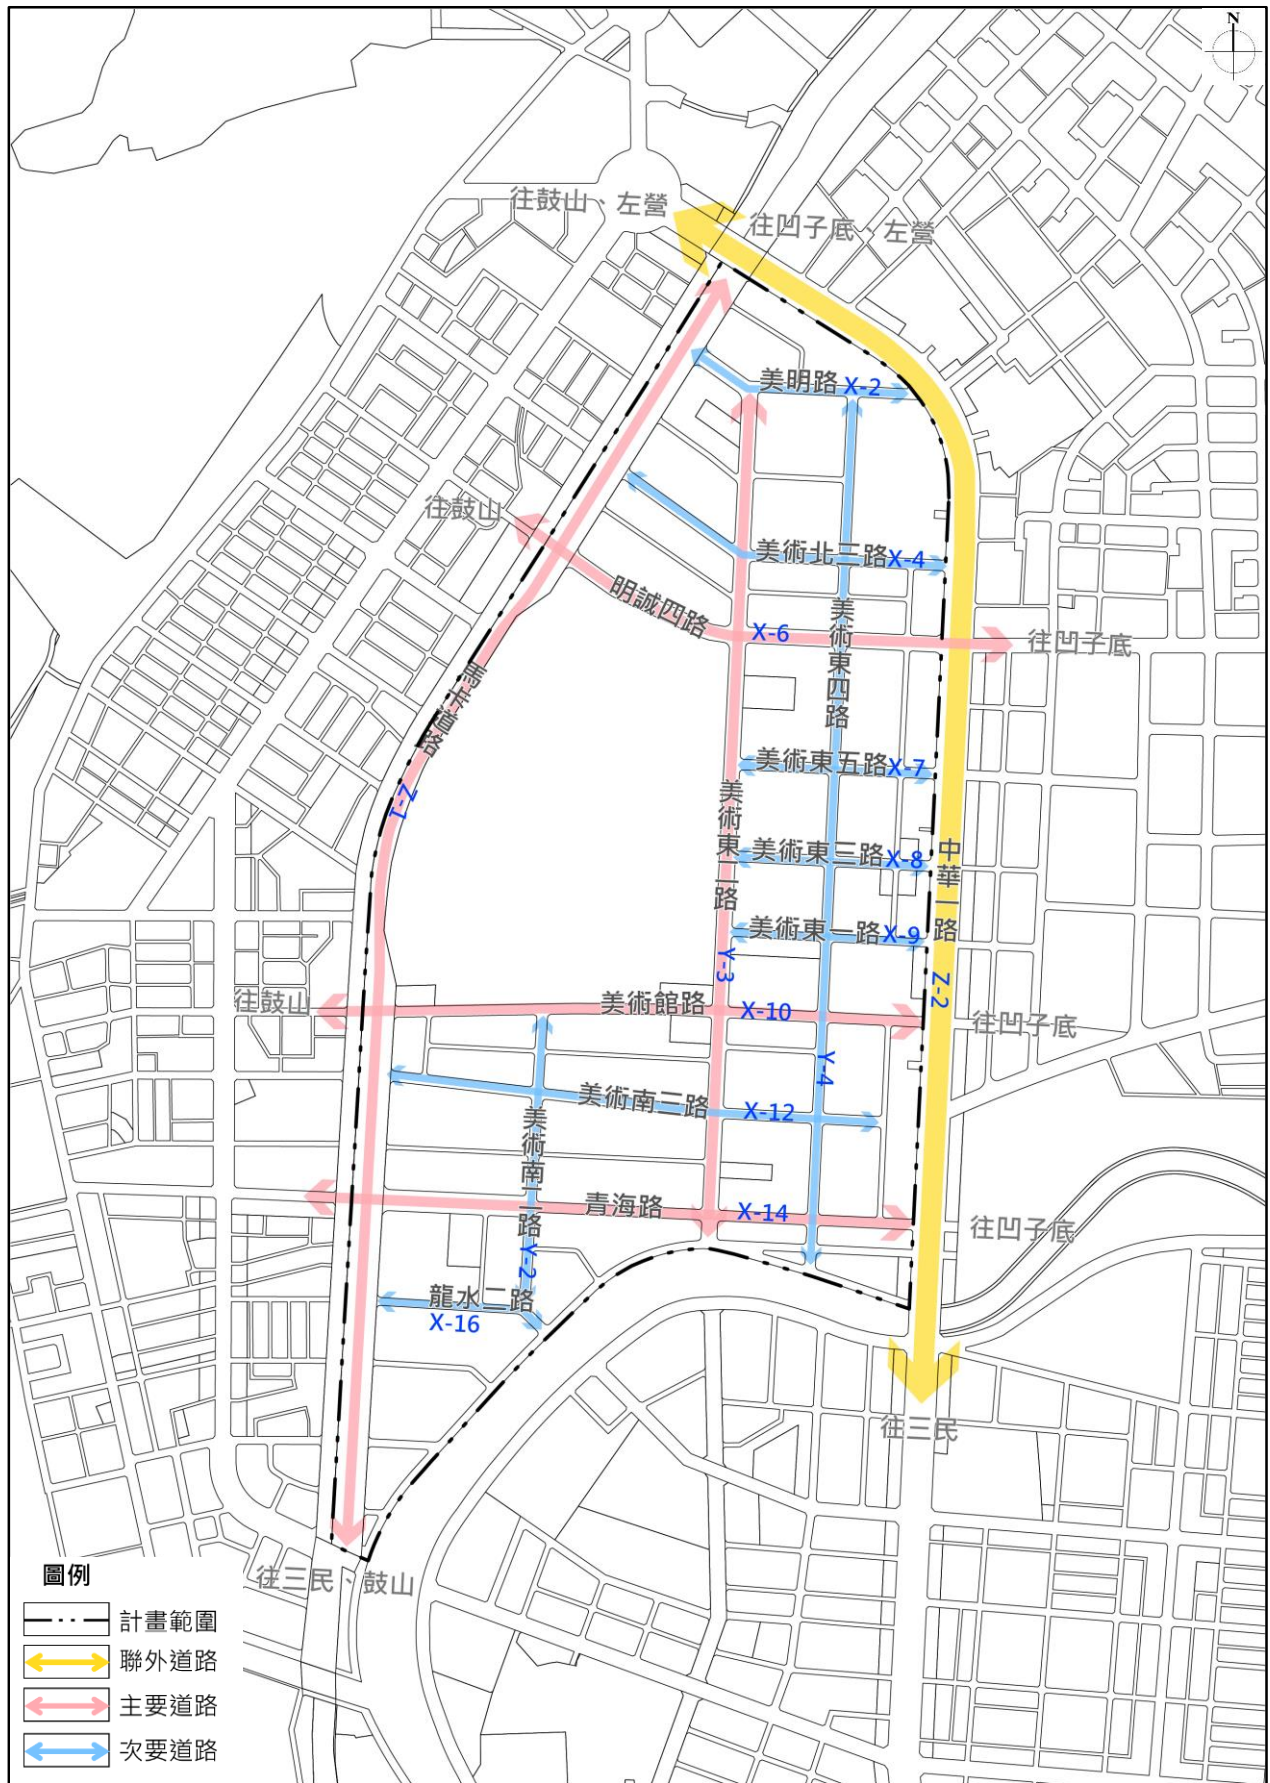 N
往鼓山、左營
往凹子底、左營
美明路 X-2
往鼓山
美術北三路 X-4
明誠四路
X-6
往凹子底
美術東四路
馬卡道路
Z-1
美術東五路 X-7
美術東二路
美術東三路 X-8
中華一路
美術東一路 X-9
Y-3
Z-2
往鼓山
美術館路
X-10
往凹子底
Y-4
美術南三路
X-12
美術南二路
青海路
X-14
往凹子底
Y-2
龍水二路
X-16
往三民
往三民、鼓山
圖例
計畫範圍
聯外道路
主要道路
次要道路